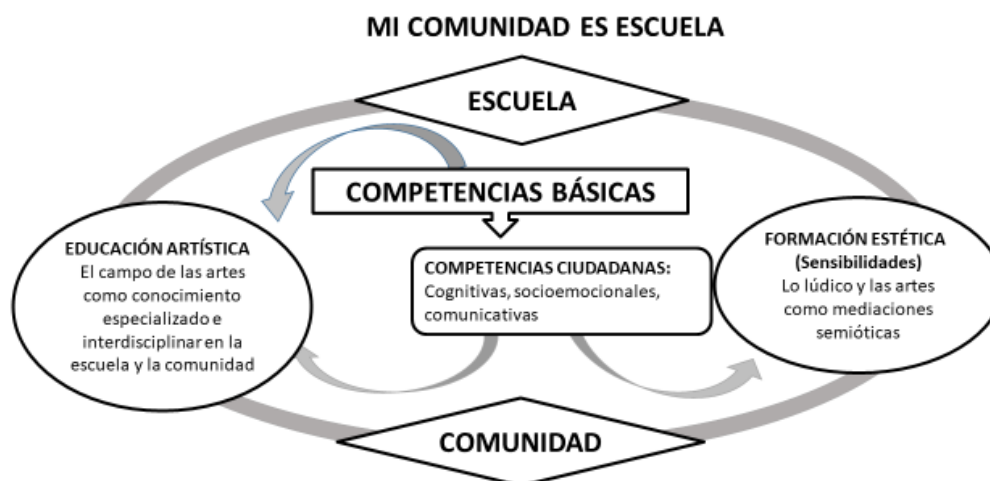 MI COMUNIDAD ES ESCUELA
ESCUELA
COMPETENCIAS BÁSICAS
EDUCACIÓN ARTÍSTICA
El campo de las artes
como conocimiento
especializado e
interdisciplinar en la
escuela y la comunidad
COMPETENCIAS CIUDADANAS:
Cognitivas, socioemocionales,
comunicativas
FORMACIÓN ESTÉTICA
(Sensibilidades)
Lo lúdico y las artes
como mediaciones
semióticas
COMUNIDAD